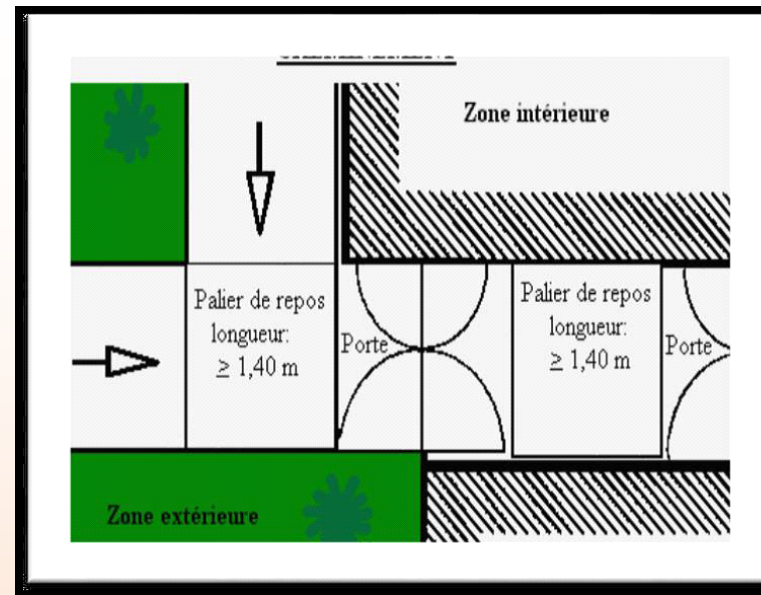 Zone intérieure
Palier de repos
longueur:
≥ 1,40 m
Porte
Palier de repos
longueur:
≥ 1,40 m
Porte
Zone extérieure